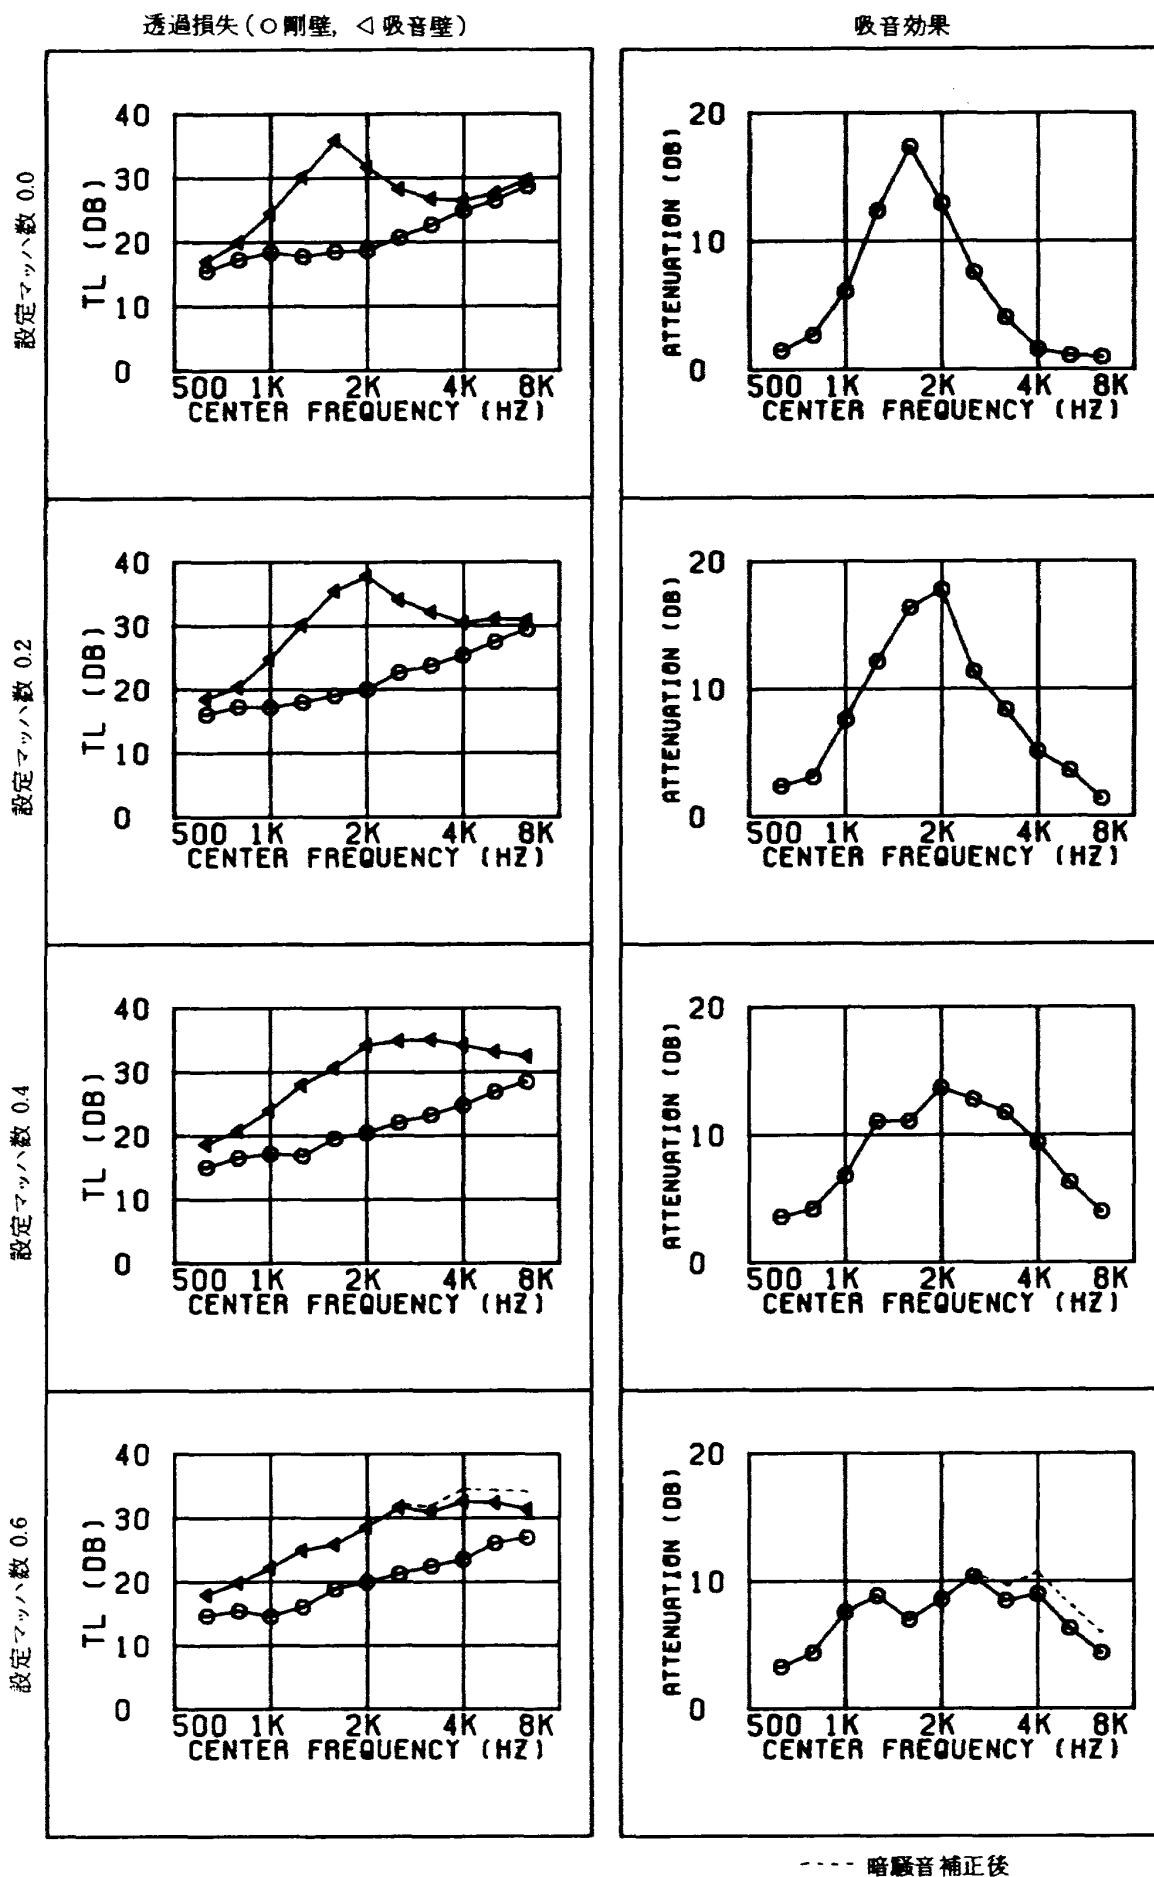 透過損失(○剛壁, ◁吸音壁)
吸音効果
設定マッハ数 0.0
40
30
20
10
0
TL (DB)
500 1K 2K 4K 8K
CENTER FREQUENCY (HZ)
20
10
0
ATTENUATION (DB)
500 1K 2K 4K 8K
CENTER FREQUENCY (HZ)
設定マッハ数 0.2
40
30
20
10
0
TL (DB)
500 1K 2K 4K 8K
CENTER FREQUENCY (HZ)
20
10
0
ATTENUATION (DB)
500 1K 2K 4K 8K
CENTER FREQUENCY (HZ)
設定マッハ数 0.4
40
30
20
10
0
TL (DB)
500 1K 2K 4K 8K
CENTER FREQUENCY (HZ)
20
10
0
ATTENUATION (DB)
500 1K 2K 4K 8K
CENTER FREQUENCY (HZ)
設定マッハ数 0.6
40
30
20
10
0
TL (DB)
500 1K 2K 4K 8K
CENTER FREQUENCY (HZ)
20
10
0
ATTENUATION (DB)
500 1K 2K 4K 8K
CENTER FREQUENCY (HZ)
---- 暗騒音補正後